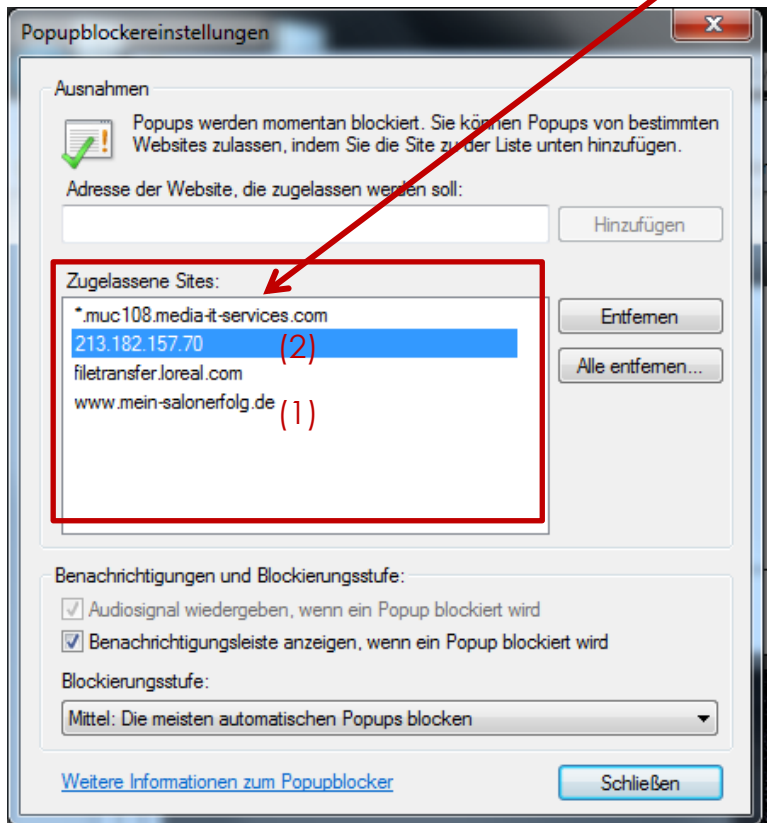 Popupblockereinstellungen
Ausnahmen
Popups werden momentan blockiert. Sie können Popups von bestimmten
Websites zulassen, indem Sie die Site zu der Liste unten hinzufügen.
Adresse der Website, die zugelassen werden soll:
Hinzufügen
Zugelassene Sites:
*.muc108.media-it-services.com
Entfernen
213.182.157.70 (2)
Alle entfernen...
filetransfer.loreal.com
www.mein-salonerfolg.de (1)
Benachrichtigungen und Blockierungsstufe:
Audiosignal wiedergeben, wenn ein Popup blockiert wird
Benachrichtigungsleiste anzeigen, wenn ein Popup blockiert wird
Blockierungsstufe:
Mittel: Die meisten automatischen Popups blocken
Weitere Informationen zum Popupblocker
Schließen